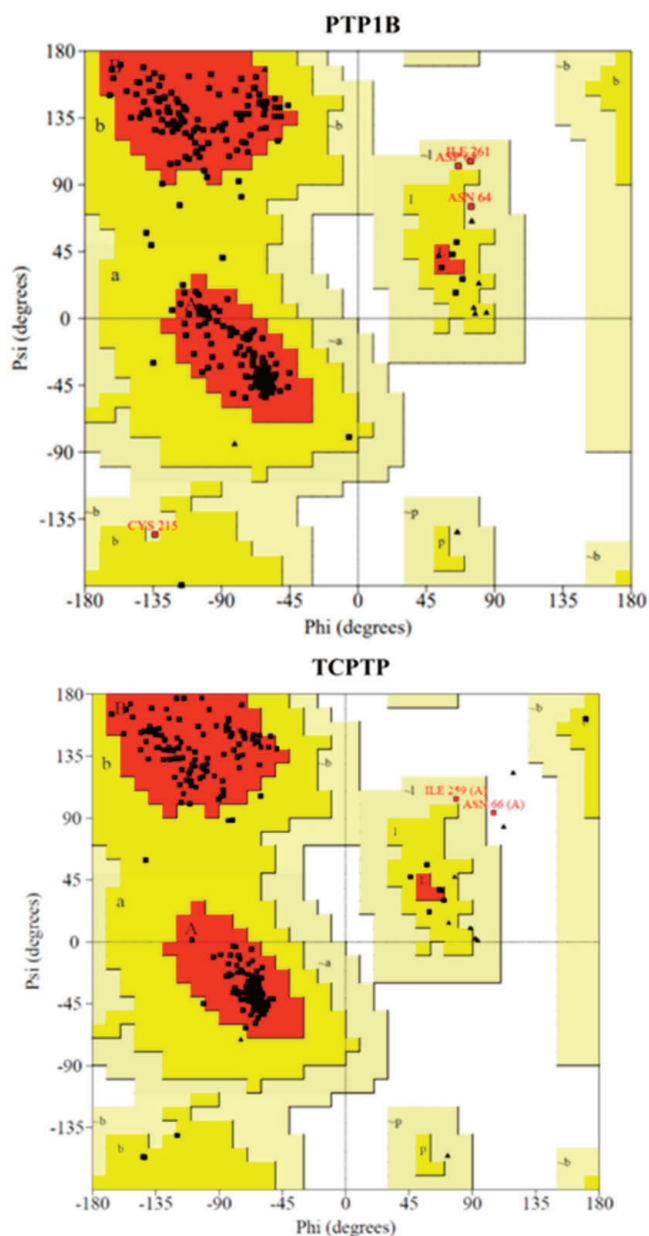 PTP1B
180
135
90
45
0
-45
-90
-135
-180
Psi (degrees)
B
b
~b
~b
b
a
~l
ILE 261
ASN 64
l
A
~a
~b
CYS 215
b
~p
p
~b
-180 -135 -90 -45 0 45 90 135 180
Phi (degrees)
TCPTP
180
135
90
45
0
-45
-90
-135
-180
Psi (degrees)
B
b
~b
~b
b
~l
ILE 259 (A)
ASN 66 (A)
l
a
A
~a
~b
b
~p
p
~b
-180 -135 -90 -45 0 45 90 135 180
Phi (degrees)